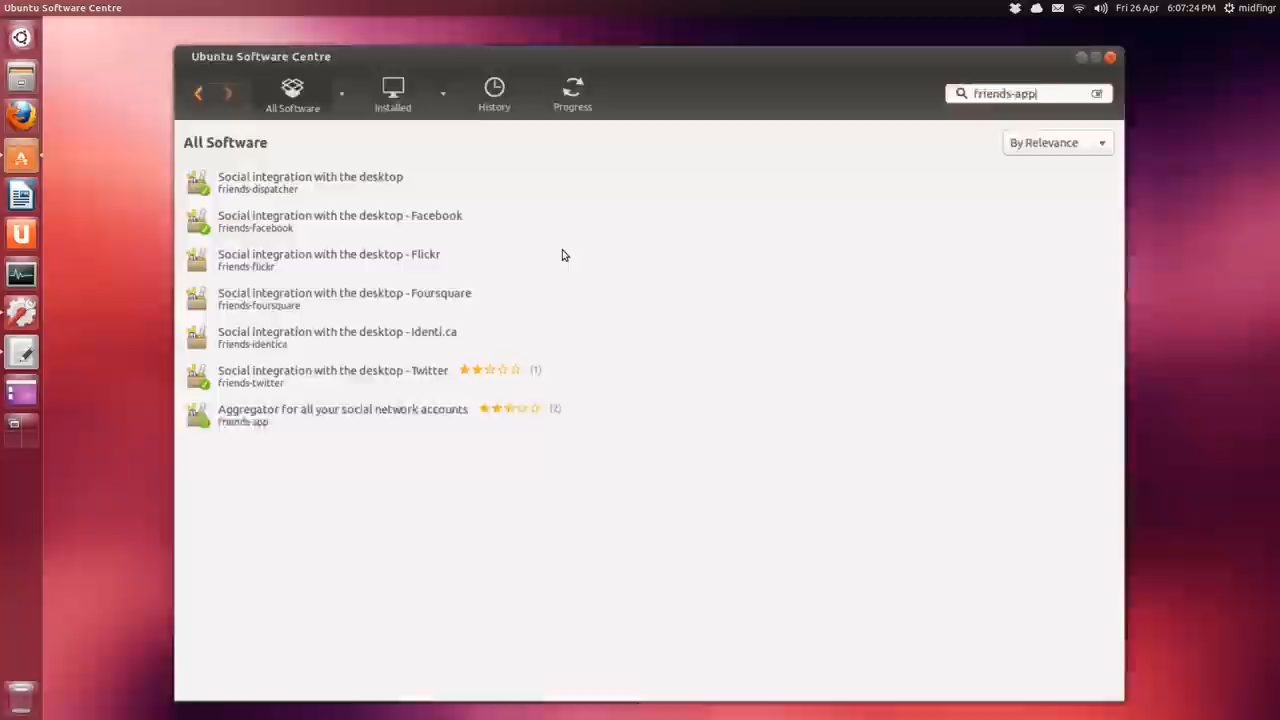 Ubuntu Software Centre
Fri 26 Apr 6:07:24 PM midfingr
Ubuntu Software Centre
All Software Installed History Progress
friends-app
All Software
By Relevance
Social integration with the desktop
friends-dispatcher
Social integration with the desktop - Facebook
friends-facebook
Social integration with the desktop - Flickr
friends-flickr
Social integration with the desktop - Foursquare
friends-foursquare
Social integration with the desktop - Identi.ca
friends-identica
Social integration with the desktop - Twitter (1)
friends-twitter
Aggregator for all your social network accounts (2)
friends-app